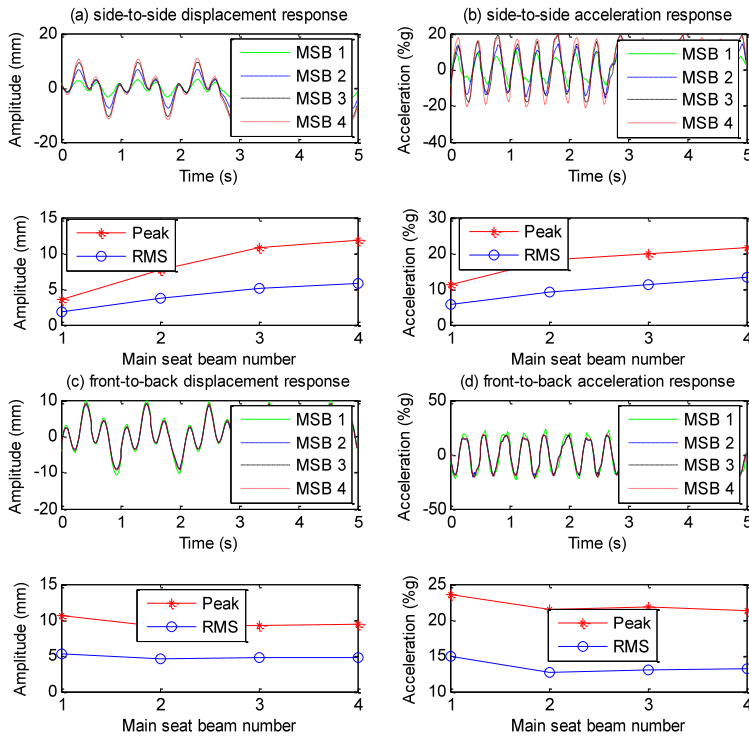 (a) side-to-side displacement response
Amplitude (mm)
20
0
-20
0
1
2
3
4
5
Time (s)
MSB 1
MSB 2
MSB 3
MSB 4
(b) side-to-side acceleration response
Acceleration (%g)
20
0
-20
-40
0
1
2
3
4
5
Time (s)
MSB 1
MSB 2
MSB 3
MSB 4
Amplitude (mm)
15
10
5
0
1
2
3
4
Main seat beam number
Peak
RMS
Acceleration (%g)
30
20
10
0
1
2
3
4
Main seat beam number
Peak
RMS
(c) front-to-back displacement response
Amplitude (mm)
10
0
-10
-20
0
1
2
3
4
5
Time (s)
MSB 1
MSB 2
MSB 3
MSB 4
(d) front-to-back acceleration response
Acceleration (%g)
50
0
-50
0
1
2
3
4
5
Time (s)
MSB 1
MSB 2
MSB 3
MSB 4
Amplitude (mm)
15
10
5
0
1
2
3
4
Main seat beam number
Peak
RMS
Acceleration (%g)
25
20
15
10
1
2
3
4
Main seat beam number
Peak
RMS